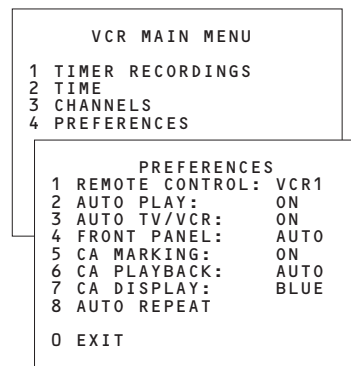 VCR MAIN MENU
1 TIMER RECORDINGS
2 TIME
3 CHANNELS
4 PREFERENCES
PREFERENCES
1 REMOTE CONTROL: VCR1
2 AUTO PLAY: ON
3 AUTO TV/VCR: ON
4 FRONT PANEL: AUTO
5 CA MARKING: ON
6 CA PLAYBACK: AUTO
7 CA DISPLAY: BLUE
8 AUTO REPEAT
0 EXIT